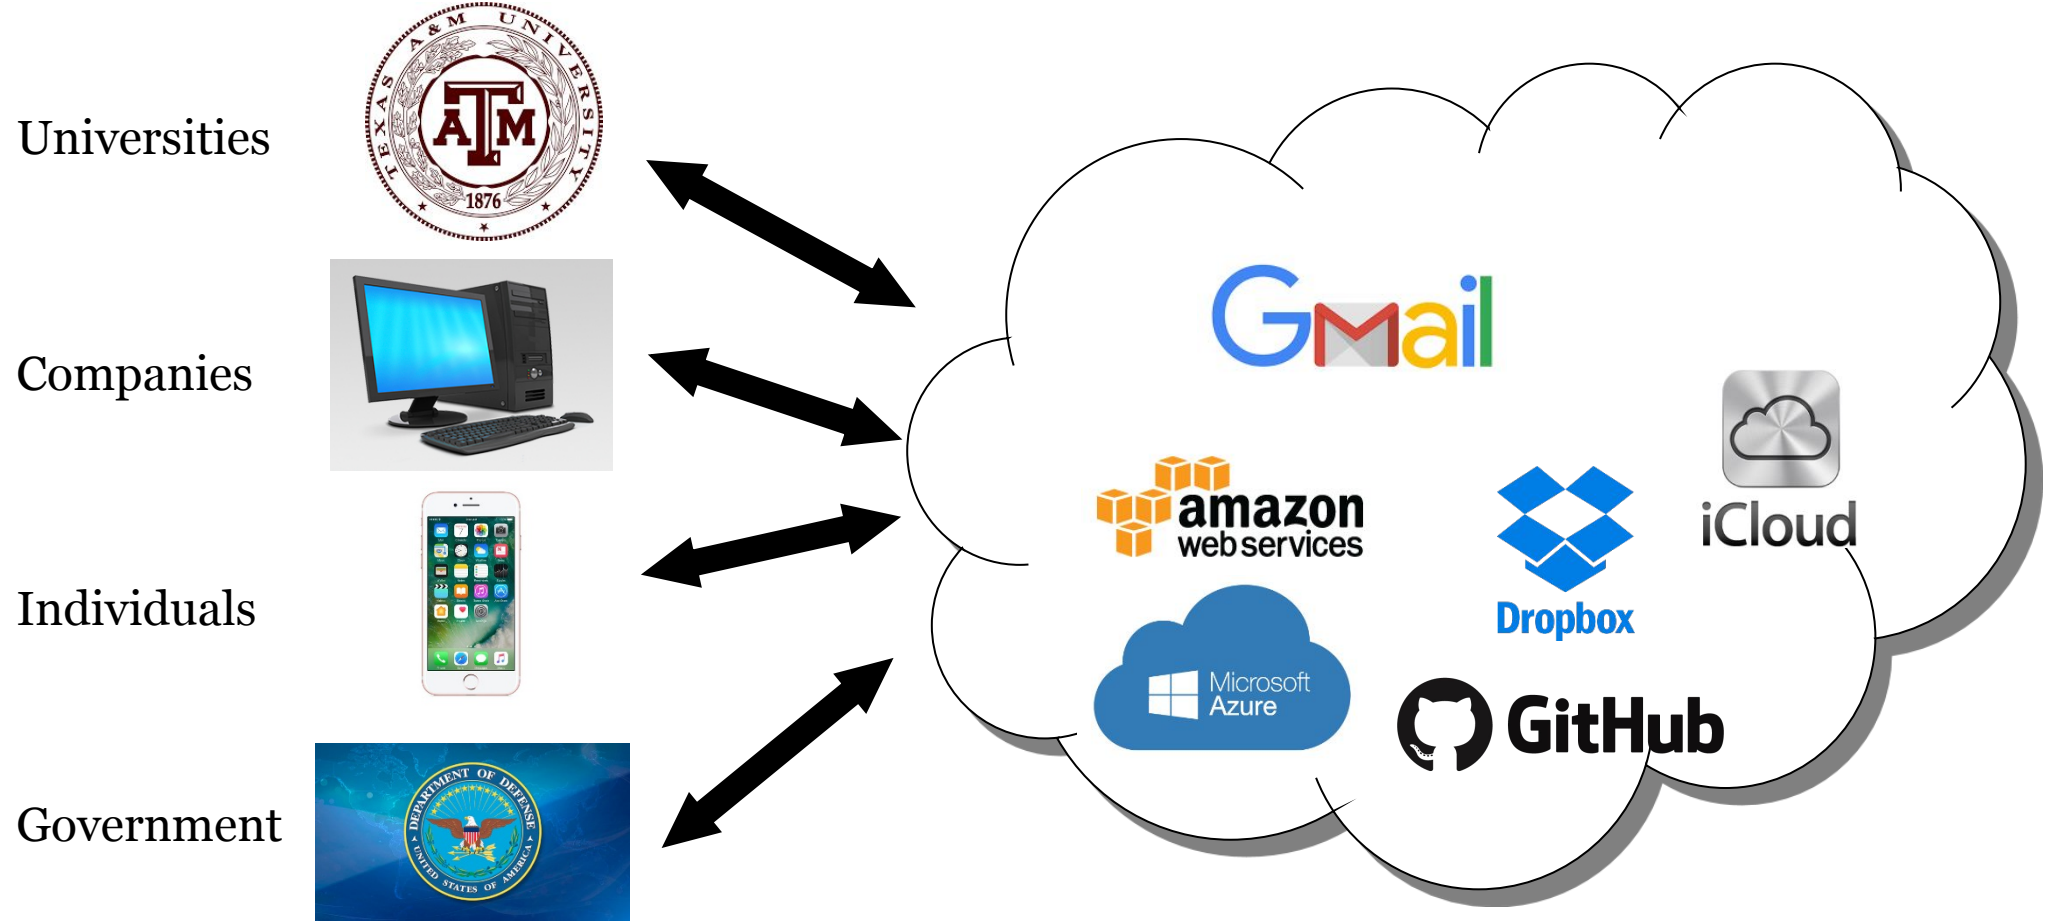 Universities
TEXAS A&M UNIVERSITY
ATM
1876
Companies
Individuals
Government
DEPARTMENT OF DEFENSE
UNITED STATES OF AMERICA
Gmail
iCloud
amazon
web services
Dropbox
Microsoft
Azure
GitHub